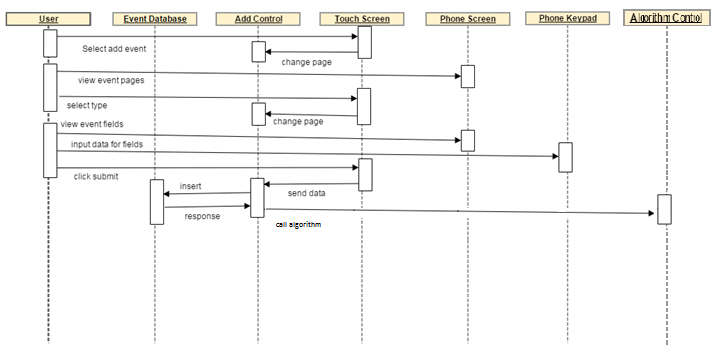 User
Event Database
Add Control
Touch Screen
Phone Screen
Phone Keypad
Algorithm Control
Select add event
change page
view event pages
select type
change page
view event fields
input data for fields
click submit
insert
send data
response
call algorithm